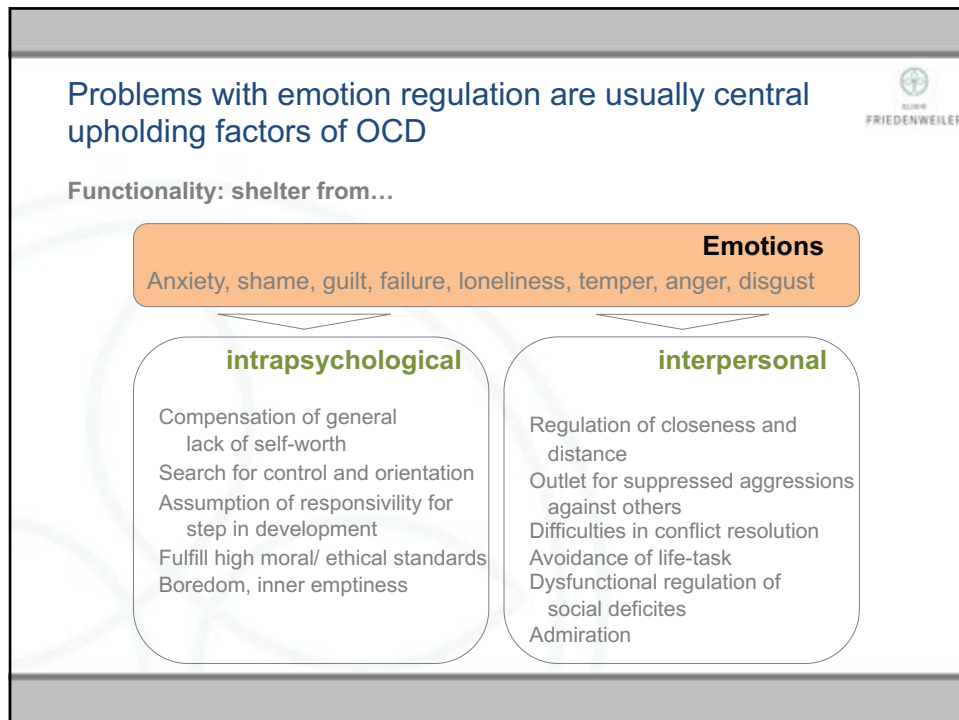 Problems with emotion regulation are usually central
upholding factors of OCD
KLINIK
FRIEDENWEILER
Functionality: shelter from…
Emotions
Anxiety, shame, guilt, failure, loneliness, temper, anger, disgust
intrapsychological
Compensation of general
lack of self-worth
Search for control and orientation
Assumption of responsivility for
step in development
Fulfill high moral/ ethical standards
Boredom, inner emptiness
interpersonal
Regulation of closeness and
distance
Outlet for suppressed aggressions
against others
Difficulties in conflict resolution
Avoidance of life-task
Dysfunctional regulation of
social deficites
Admiration